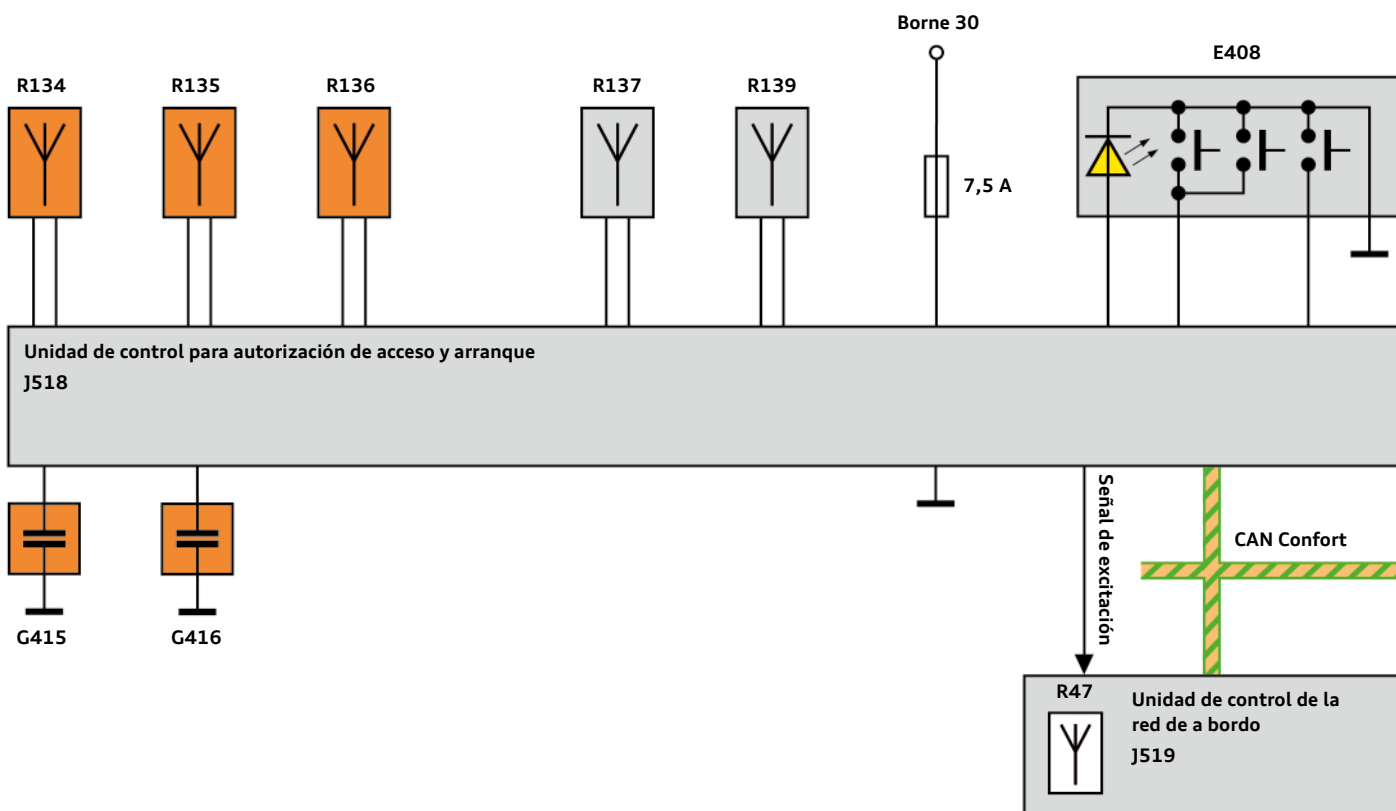 Borne 30
E408
R134
R135
R136
R137
R139
7,5 A
Unidad de control para autorización de acceso y arranque
J518
Señal de excitación
CAN Confort
G415
G416
R47
Unidad de control de la
red de a bordo
J519